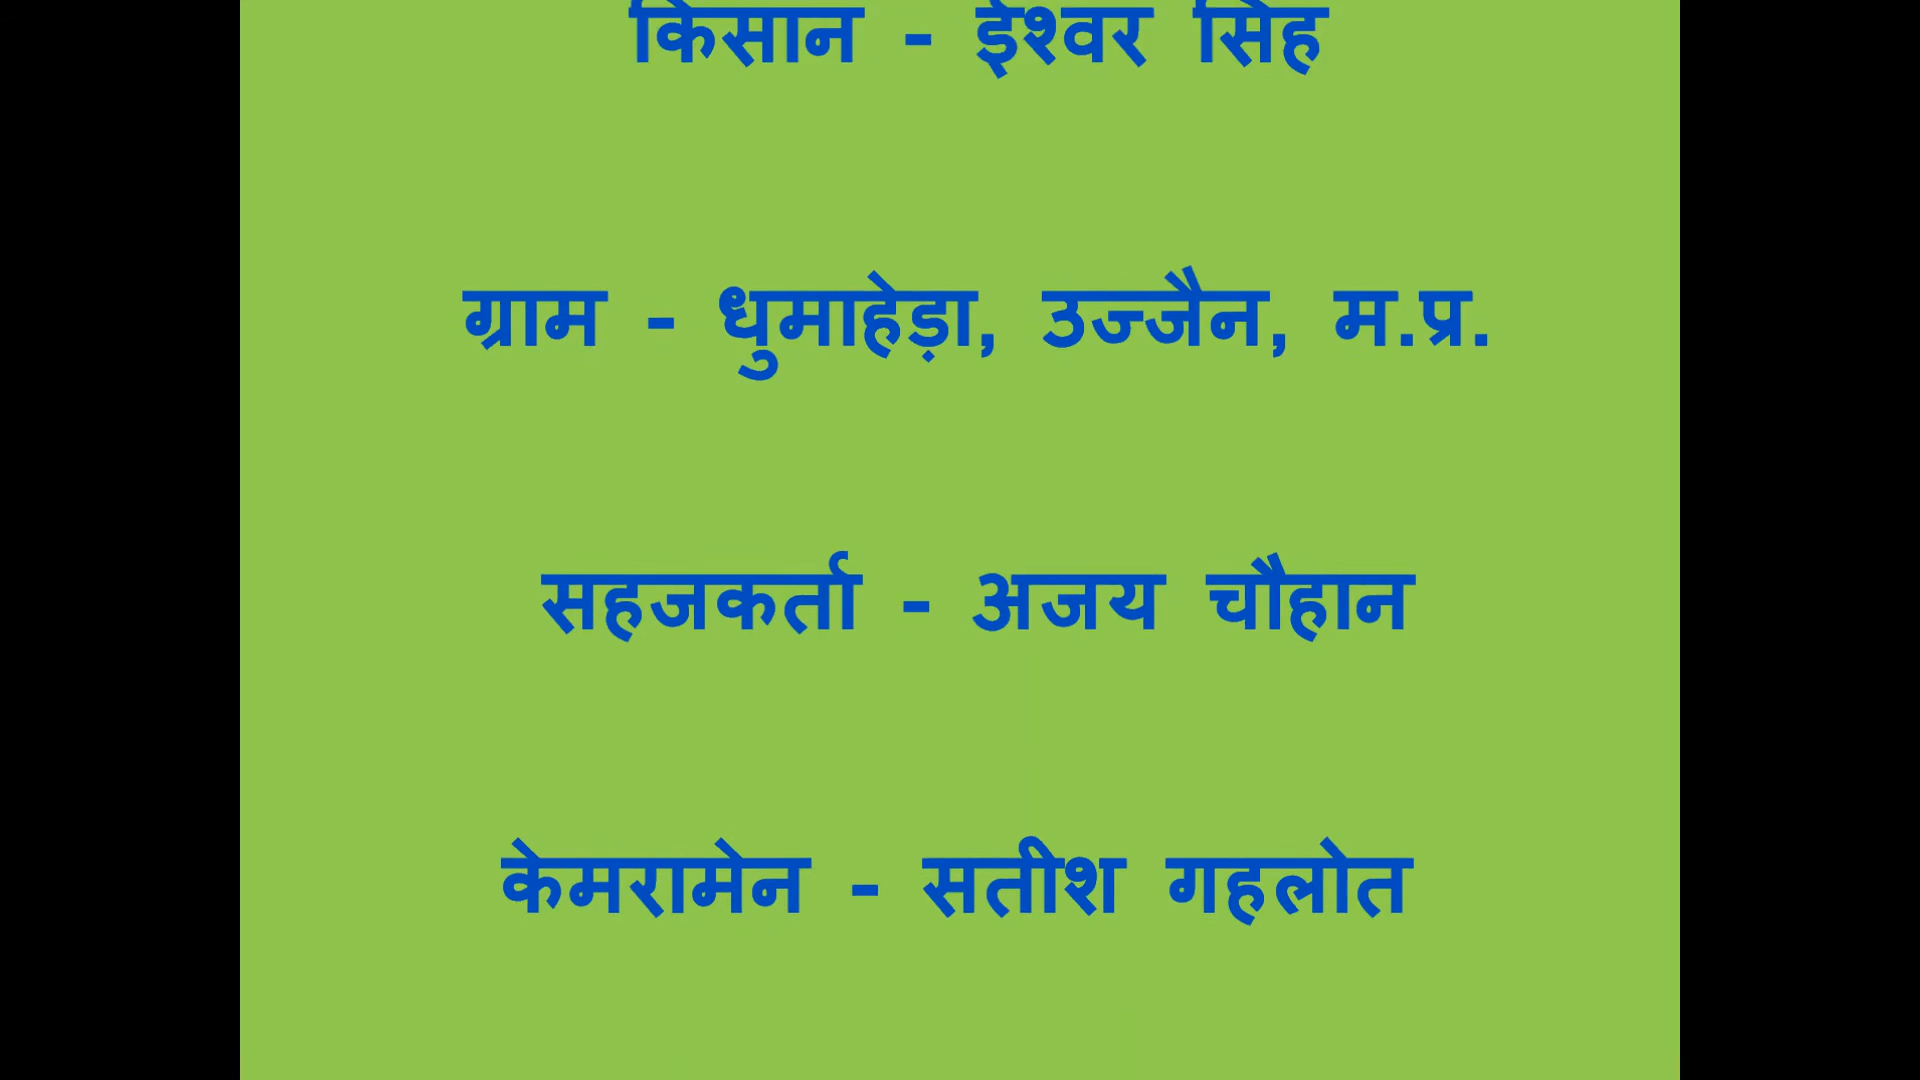 किसान - ईश्वर सिंह
ग्राम - धुमाहेड़ा, उज्जैन, म.प्र.
सहजकर्ता - अजय चौहान
केमरामेन - सतीश गहलोत